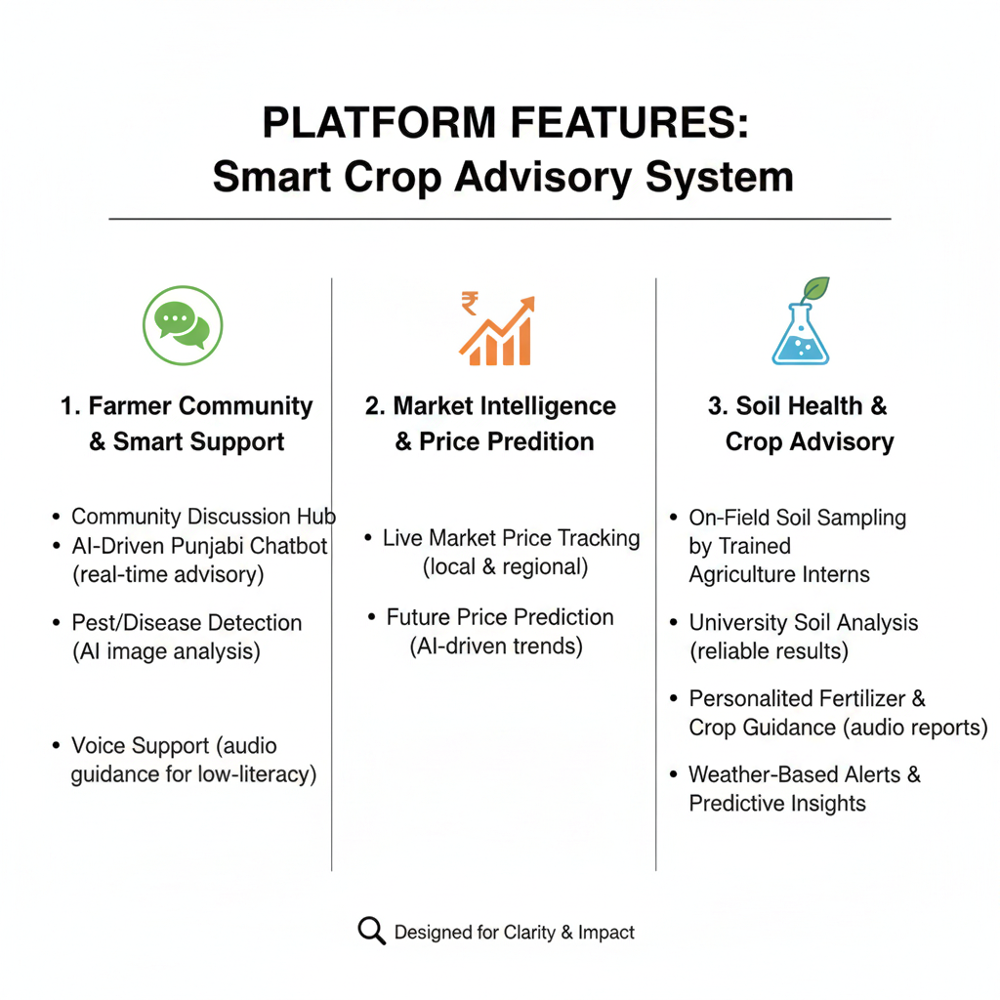 PLATFORM FEATURES:
Smart Crop Advisory System
1. Farmer Community
& Smart Support
• Community Discussion Hub
• AI-Driven Punjabi Chatbot
(real-time advisory)
• Pest/Disease Detection
(AI image analysis)
• Voice Support (audio
guidance for low-literacy)
₹
2. Market Intelligence
& Price Predition
• Live Market Price Tracking
(local & regional)
• Future Price Prediction
(AI-driven trends)
3. Soil Health &
Crop Advisory
• On-Field Soil Sampling
by Trained
Agriculture Interns
• University Soil Analysis
(reliable results)
• Personalited Fertilizer &
Crop Guidance (audio reports)
• Weather-Based Alerts &
Predictive Insights
Designed for Clarity & Impact